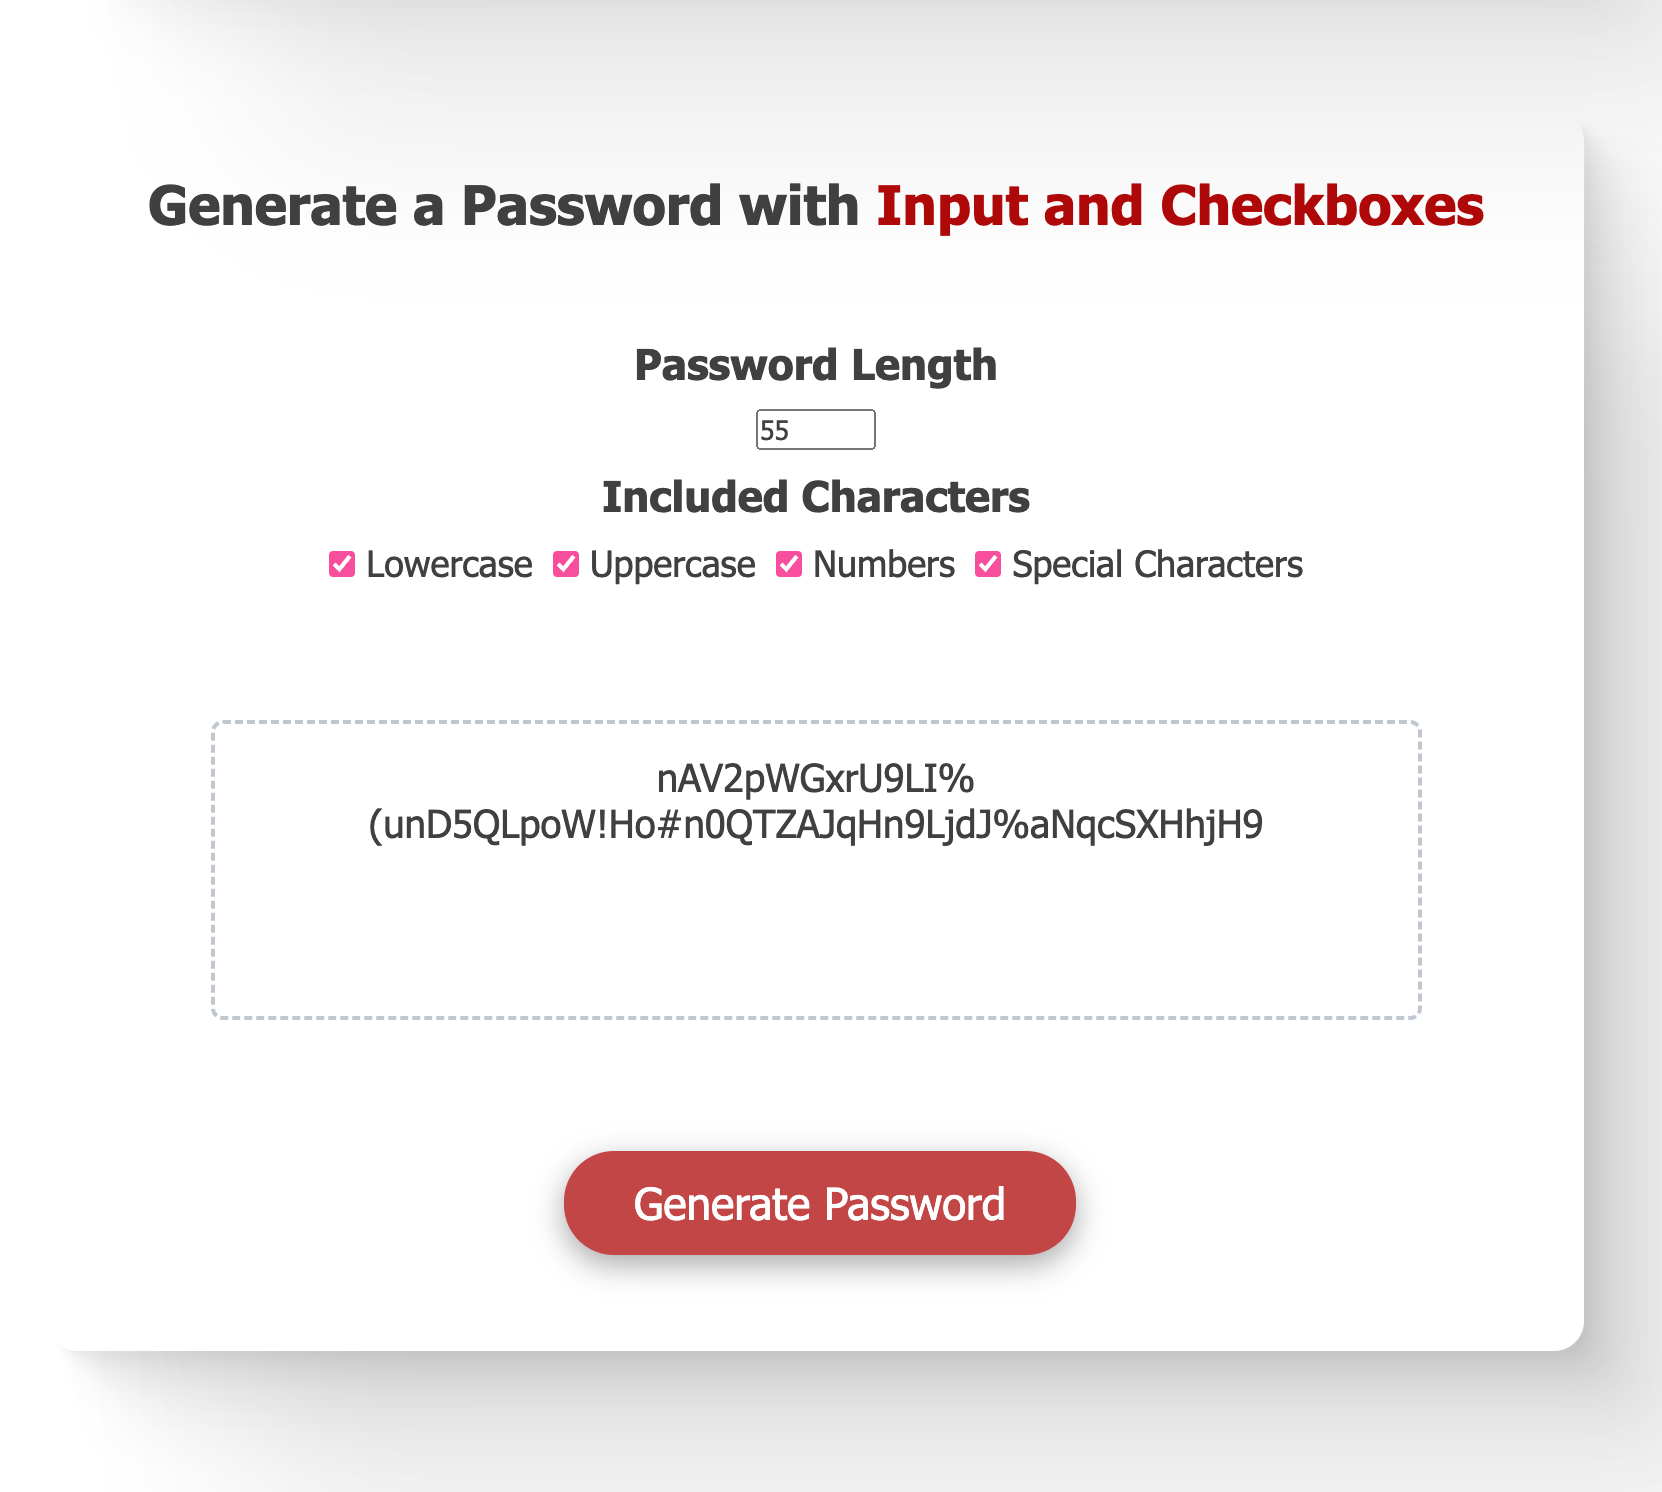 Generate a Password with Input and Checkboxes
Password Length
55
Included Characters
Lowercase Uppercase Numbers Special Characters
nAV2pWGxrU9LI%
(unD5QLpoW!Ho#n0QTZAJqHn9LjdJ%aNqcSXHhjH9
Generate Password